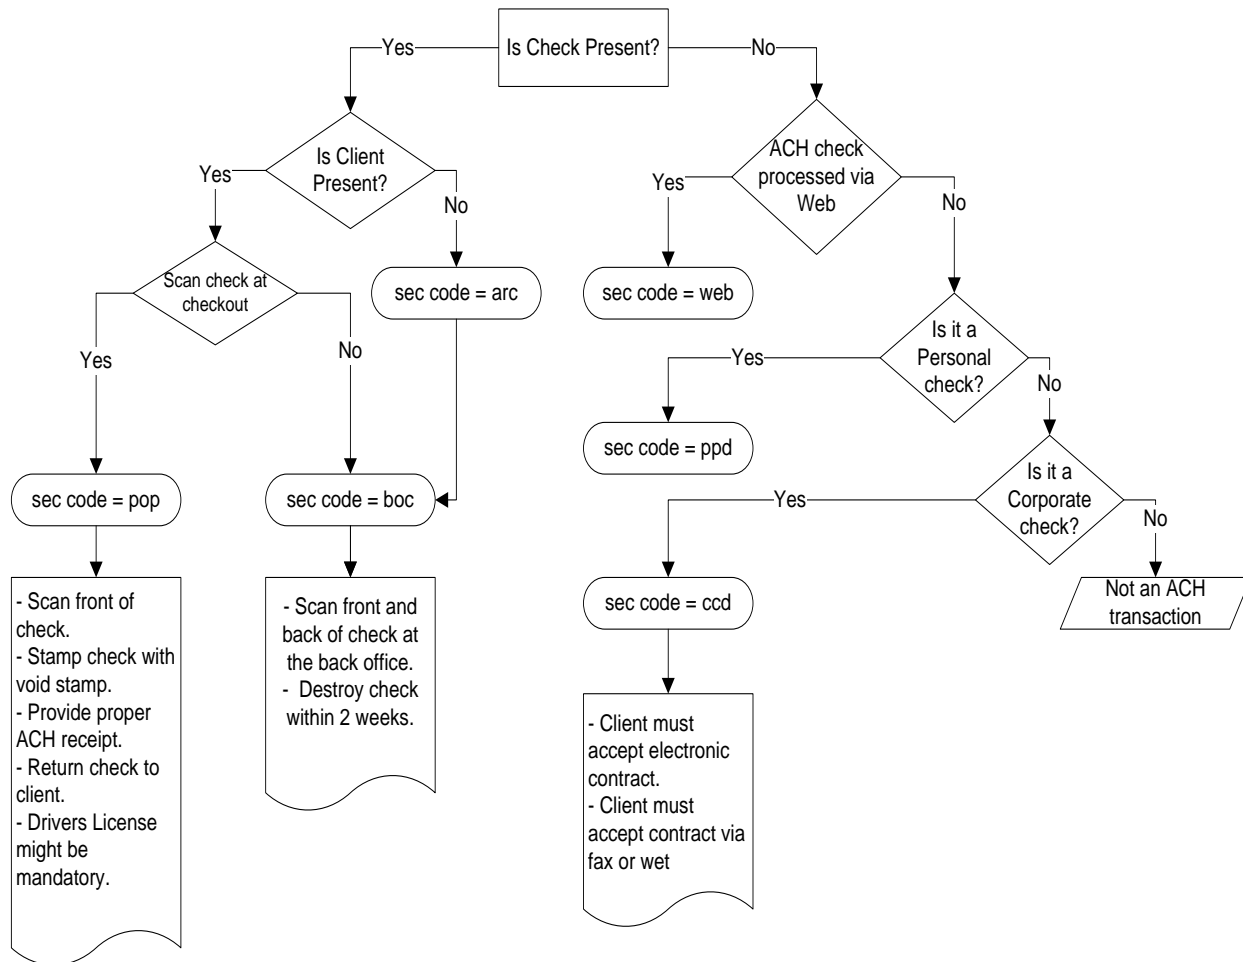 Is Check Present?
Yes
No
Is Client
Present?
ACH check
processed via
Web
Yes
No
Yes
No
Scan check at
checkout
sec code = arc
sec code = web
Yes
No
Is it a
Personal
check?
Yes
No
sec code = ppd
sec code = pop
sec code = boc
Is it a
Corporate
check?
Yes
No
- Scan front of
check.
- Stamp check with
void stamp.
- Provide proper
ACH receipt.
- Return check to
client.
- Drivers License
might be
mandatory.
- Scan front and
back of check at
the back office.
- Destroy check
within 2 weeks.
sec code = ccd
Not an ACH
transaction
- Client must
accept electronic
contract.
- Client must
accept contract via
fax or wet